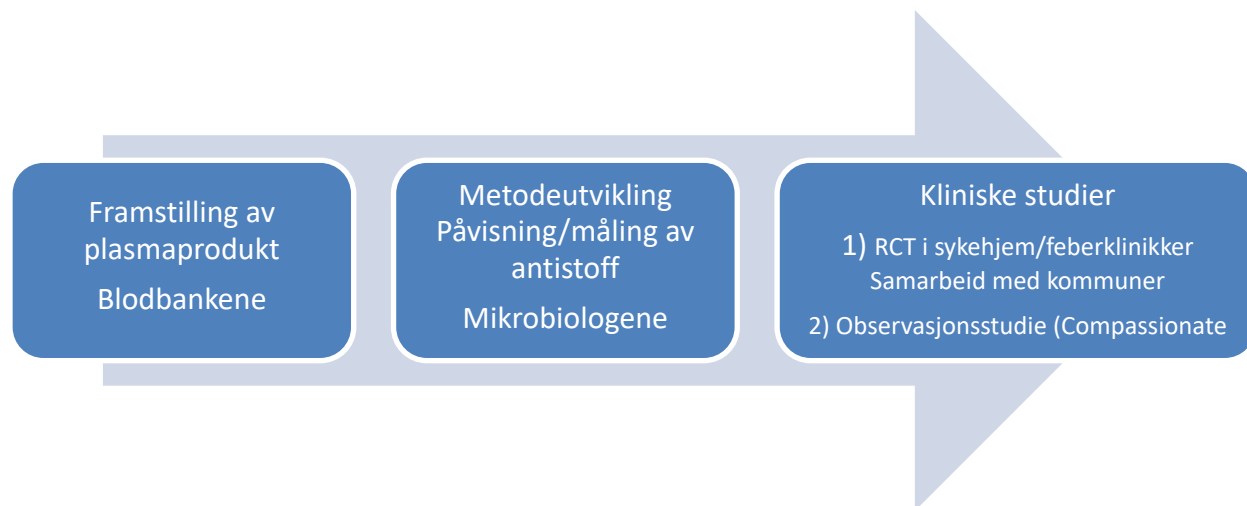 Framstilling av
plasmaprodukt
Blodbankene
Metodeutvikling
Påvisning/måling av
antistoff
Mikrobiologene
Kliniske studier
1) RCT i sykehjem/feberklinikker
Samarbeid med kommuner
2) Observasjonsstudie (Compassionate